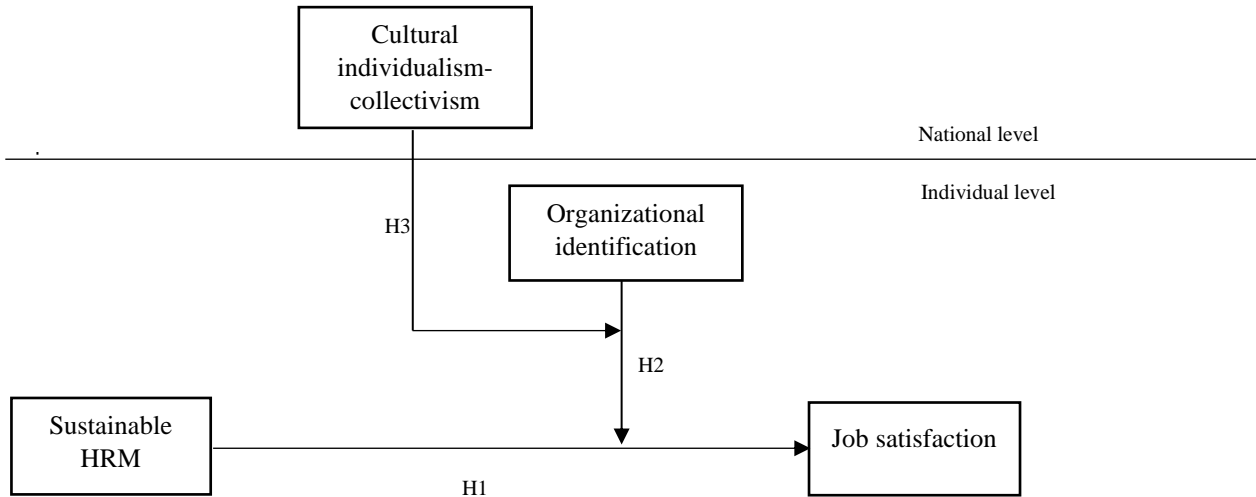 Cultural
individualism-
collectivism
National level
.
Individual level
Organizational
identification
H3
H2
Sustainable
HRM
Job satisfaction
H1